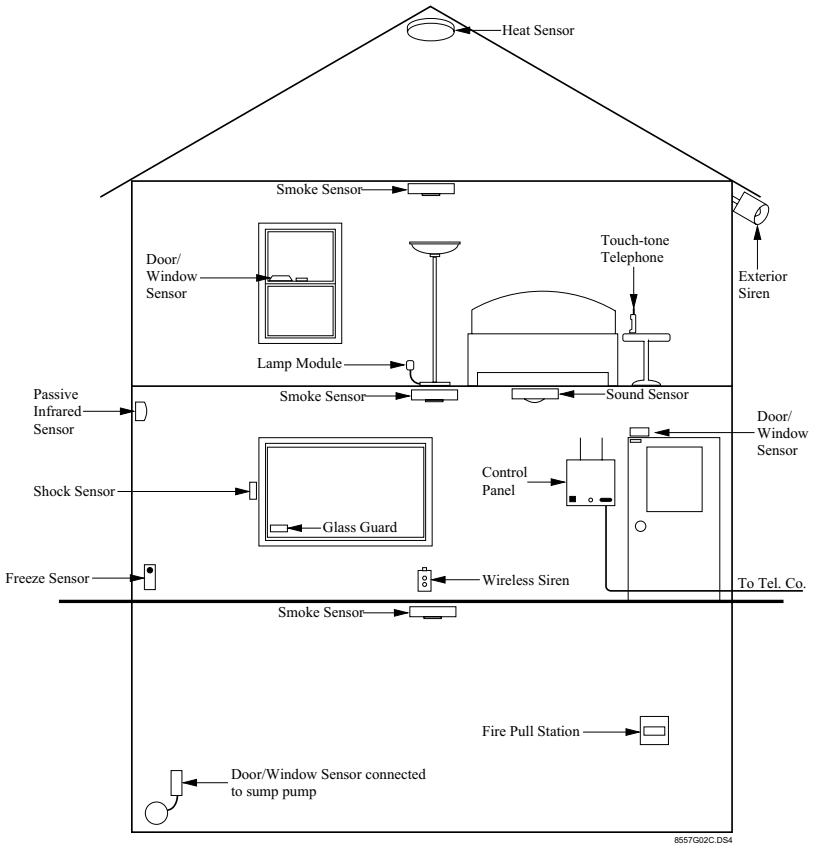 Heat Sensor
Smoke Sensor
Door/
Window
Sensor
Touch-tone
Telephone
Exterior
Siren
Lamp Module
Passive
Infrared
Sensor
Smoke Sensor
Sound Sensor
Door/
Window
Sensor
Shock Sensor
Control
Panel
Glass Guard
Freeze Sensor
Wireless Siren
To Tel. Co.
Smoke Sensor
Fire Pull Station
Door/Window Sensor connected
to sump pump
8557G02C.DS4